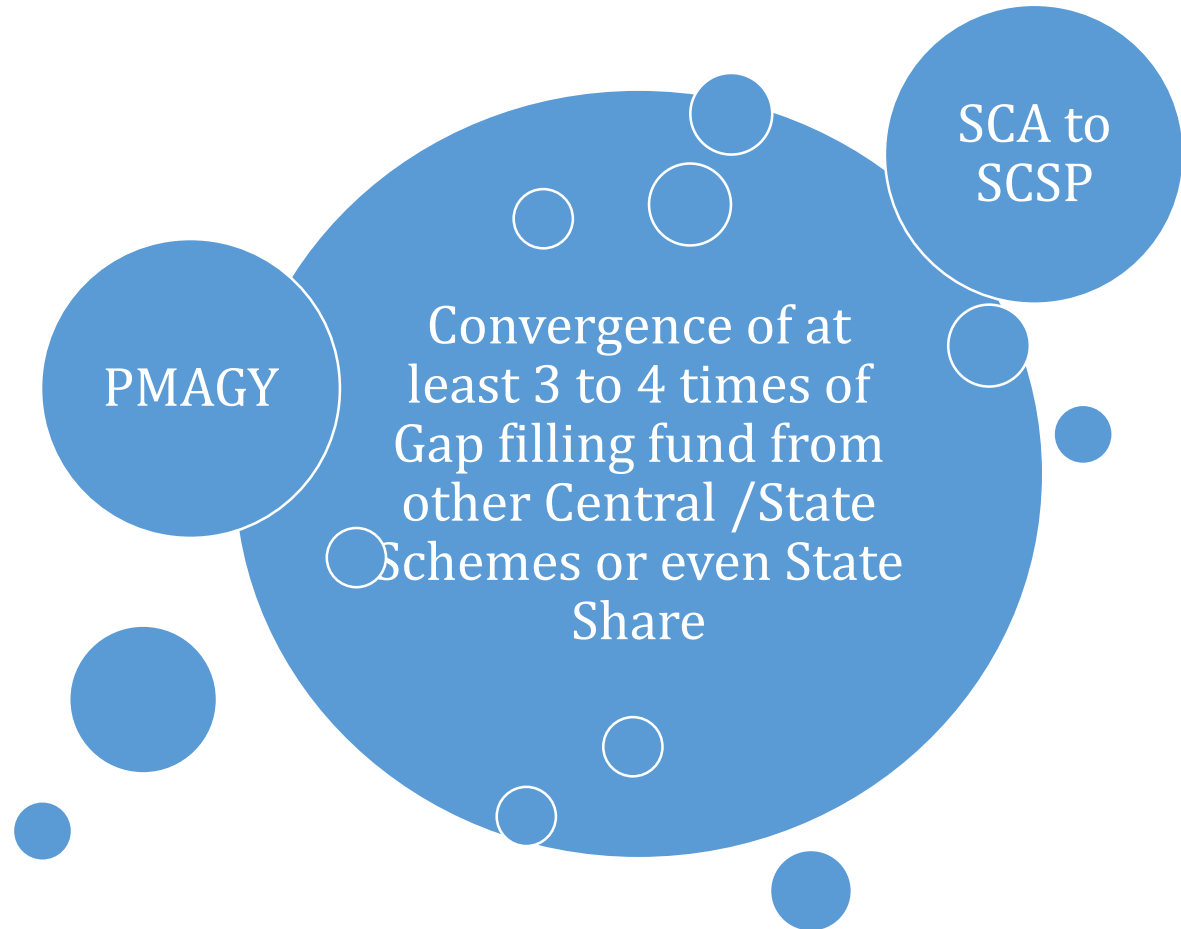 SCA to
SCSP
PMAGY
Convergence of at
least 3 to 4 times of
Gap filling fund from
other Central /State
Schemes or even State
Share